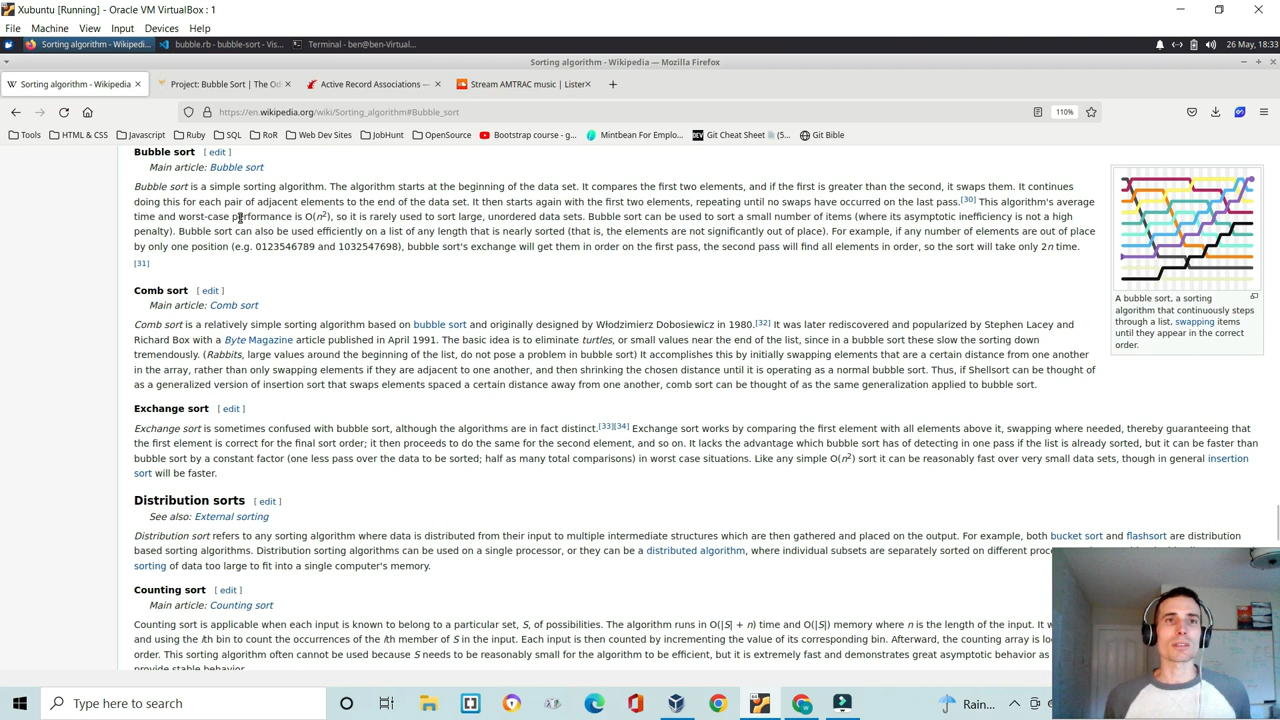 Xubuntu [Running] - Oracle VM VirtualBox : 1
File Machine View Input Devices Help
Sorting algorithm - Wikipedi... bubble.rb - bubble-sort - Vis... Terminal - ben@ben-Virtual... 26 May, 18:33
Sorting algorithm - Wikipedia — Mozilla Firefox
Sorting algorithm - Wikipedia Project: Bubble Sort | The Od Active Record Associations — Stream AMTRAC music | Listen
https://en.wikipedia.org/wiki/Sorting_algorithm#Bubble_sort 110%
Tools HTML & CSS Javascript Ruby SQL RoR Web Dev Sites JobHunt OpenSource Bootstrap course - g... Mintbean For Emplo... Git Cheat Sheet (5... Git Bible
Bubble sort [ edit ]
Main article: Bubble sort
Bubble sort is a simple sorting algorithm. The algorithm starts at the beginning of the data set. It compares the first two elements, and if the first is greater than the second, it swaps them. It continues
doing this for each pair of adjacent elements to the end of the data set. It then starts again with the first two elements, repeating until no swaps have occurred on the last pass.[30] This algorithm's average
time and worst-case performance is O(n²), so it is rarely used to sort large, unordered data sets. Bubble sort can be used to sort a small number of items (where its asymptotic inefficiency is not a high
penalty). Bubble sort can also be used efficiently on a list of any length that is nearly sorted (that is, the elements are not significantly out of place). For example, if any number of elements are out of place
by only one position (e.g. 0123546789 and 1032547698), bubble sort's exchange will get them in order on the first pass, the second pass will find all elements in order, so the sort will take only 2n time.
[31]
A bubble sort, a sorting
algorithm that continuously steps
through a list, swapping items
until they appear in the correct
order.
Comb sort [ edit ]
Main article: Comb sort
Comb sort is a relatively simple sorting algorithm based on bubble sort and originally designed by Włodzimierz Dobosiewicz in 1980.[32] It was later rediscovered and popularized by Stephen Lacey and
Richard Box with a Byte Magazine article published in April 1991. The basic idea is to eliminate turtles, or small values near the end of the list, since in a bubble sort these slow the sorting down
tremendously. (Rabbits, large values around the beginning of the list, do not pose a problem in bubble sort) It accomplishes this by initially swapping elements that are a certain distance from one another
in the array, rather than only swapping elements if they are adjacent to one another, and then shrinking the chosen distance until it is operating as a normal bubble sort. Thus, if Shellsort can be thought of
as a generalized version of insertion sort that swaps elements spaced a certain distance away from one another, comb sort can be thought of as the same generalization applied to bubble sort.
Exchange sort [ edit ]
Exchange sort is sometimes confused with bubble sort, although the algorithms are in fact distinct.[33][34] Exchange sort works by comparing the first element with all elements above it, swapping where needed, thereby guaranteeing that
the first element is correct for the final sort order; it then proceeds to do the same for the second element, and so on. It lacks the advantage which bubble sort has of detecting in one pass if the list is already sorted, but it can be faster than
bubble sort by a constant factor (one less pass over the data to be sorted; half as many total comparisons) in worst case situations. Like any simple O(n²) sort it can be reasonably fast over very small data sets, though in general insertion
sort will be faster.
Distribution sorts [ edit ]
See also: External sorting
Distribution sort refers to any sorting algorithm where data is distributed from their input to multiple intermediate structures which are then gathered and placed on the output. For example, both bucket sort and flashsort are distribution
based sorting algorithms. Distribution sorting algorithms can be used on a single processor, or they can be a distributed algorithm, where individual subsets are separately sorted on different
sorting of data too large to fit into a single computer's memory.
Counting sort [ edit ]
Main article: Counting sort
Counting sort is applicable when each input is known to belong to a particular set, S, of possibilities. The algorithm runs in O(|S| + n) time and O(|S|) memory where n is the length of the input. It
and using the ith bin to count the occurrences of the ith member of S in the input. Each input is then counted by incrementing the value of its corresponding bin. Afterward, the counting array is
order. This sorting algorithm often cannot be used because S needs to be reasonably small for the algorithm to be efficient, but it is extremely fast and demonstrates great asymptotic behavior as
provide stable behavior.
Type here to search Rain...